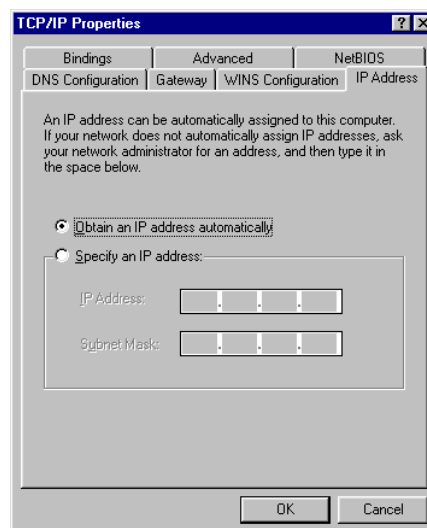 TCP/IP Properties
Bindings Advanced NetBIOS
DNS Configuration Gateway WINS Configuration IP Address
An IP address can be automatically assigned to this computer.
If your network does not automatically assign IP addresses, ask
your network administrator for an address, and then type it in
the space below.
Obtain an IP address automatically
Specify an IP address:
IP Address:
Subnet Mask:
OK Cancel